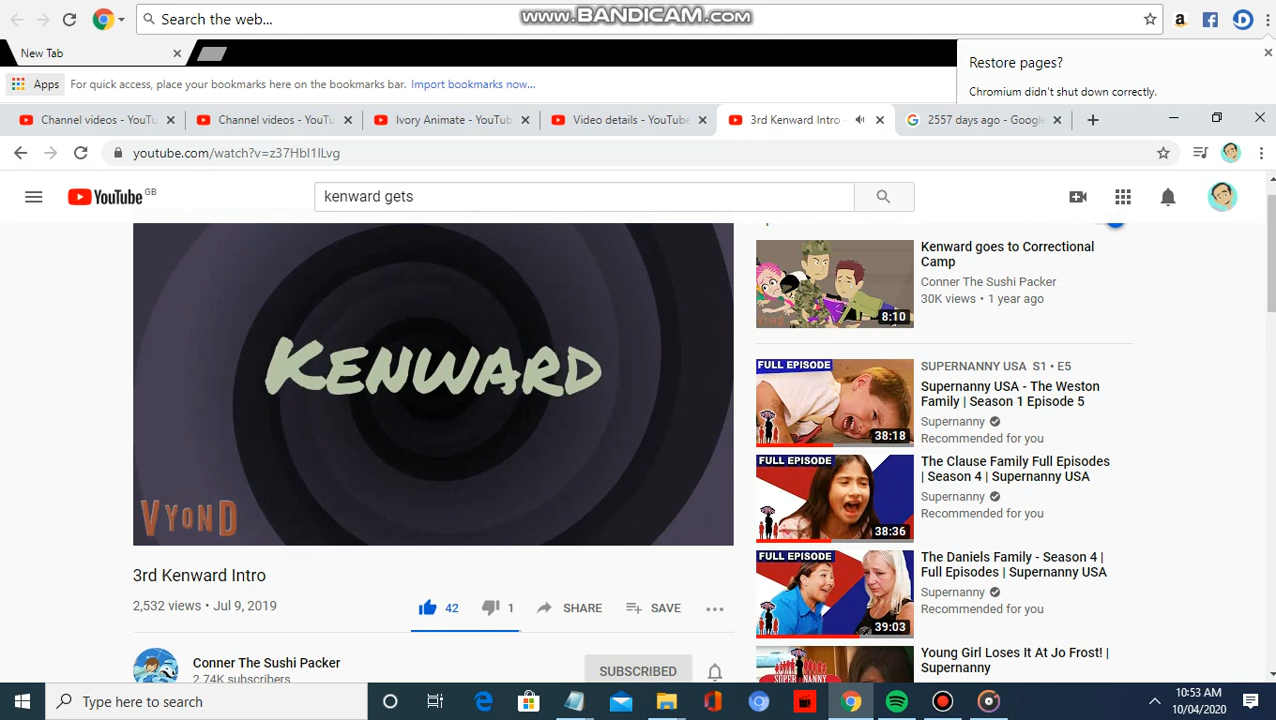 Search the web...
www.BANDICAM.com
New Tab
Restore pages?
Apps
For quick access, place your bookmarks here on the bookmarks bar. Import bookmarks now...
Chromium didn't shut down correctly.
Channel videos - YouTu
Channel videos - YouTu
Ivory Animate - YouTub
Video details - YouTube
3rd Kenward Intro -
2557 days ago - Google
youtube.com/watch?v=z37HbI1ILvg
YouTube GB
kenward gets
KENWARD
VYOND
3rd Kenward Intro
2,532 views • Jul 9, 2019
42
1
SHARE
SAVE
Conner The Sushi Packer
2.74K subscribers
SUBSCRIBED
Kenward goes to Correctional
Camp
Conner The Sushi Packer
30K views • 1 year ago
VYOND
8:10
FULL EPISODE
38:18
SUPERNANNY USA S1 • E5
Supernanny USA - The Weston
Family | Season 1 Episode 5
Supernanny
Recommended for you
FULL EPISODE
38:36
The Clause Family Full Episodes
| Season 4 | Supernanny USA
Supernanny
Recommended for you
FULL EPISODE
39:03
The Daniels Family - Season 4 |
Full Episodes | Supernanny USA
Supernanny
Recommended for you
Young Girl Loses It At Jo Frost! |
Supernanny
Type here to search
10:53 AM
10/04/2020